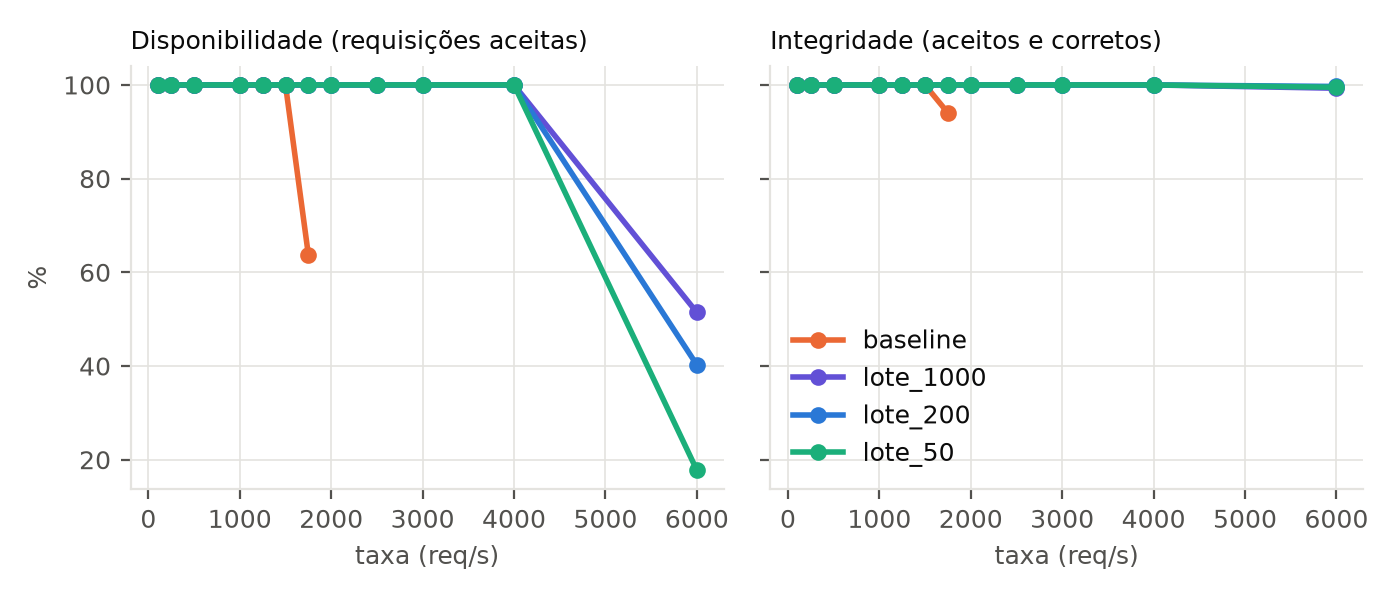 Disponibilidade (requisições aceitas)
100
80
60
40
20
%
0 1000 2000 3000 4000 5000 6000
taxa (req/s)
Integridade (aceitos e corretos)
baseline
lote_1000
lote_200
lote_50
0 1000 2000 3000 4000 5000 6000
taxa (req/s)